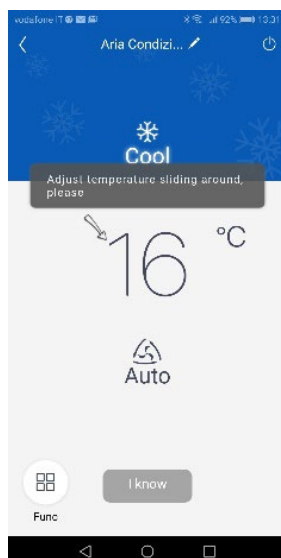 vodafone IT 92% 13:31
Aria Condizi...
Cool
Adjust temperature sliding around,
please
16 °C
Auto
I know
Func